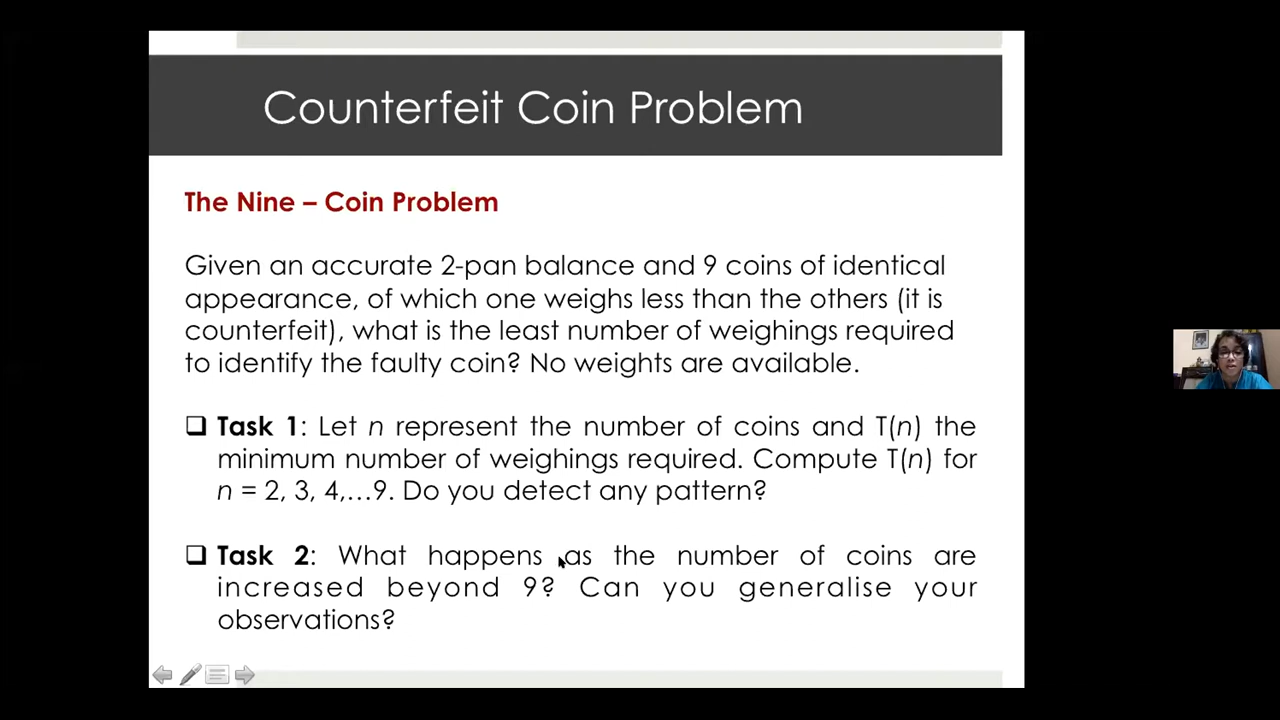 Counterfeit Coin Problem
The Nine – Coin Problem
Given an accurate 2-pan balance and 9 coins of identical
appearance, of which one weighs less than the others (it is
counterfeit), what is the least number of weighings required
to identify the faulty coin? No weights are available.
❑ Task 1: Let n represent the number of coins and T(n) the
minimum number of weighings required. Compute T(n) for
n = 2, 3, 4,…9. Do you detect any pattern?
❑ Task 2: What happens as the number of coins are
increased beyond 9? Can you generalise your
observations?